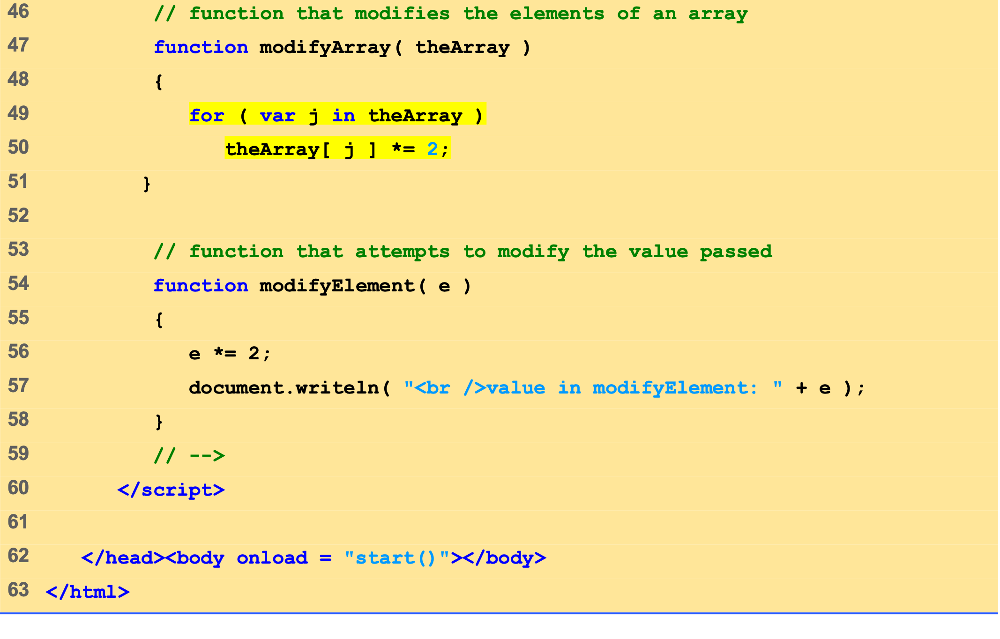 46 // function that modifies the elements of an array
47 function modifyArray( theArray )
48 {
49 for ( var j in theArray )
50 theArray[ j ] *= 2;
51 }
52
53 // function that attempts to modify the value passed
54 function modifyElement( e )
55 {
56 e *= 2;
57 document.writeln( "<br />value in modifyElement: " + e );
58 }
59 // -->
60 </script>
61
62 </head><body onload = "start()"></body>
63 </html>